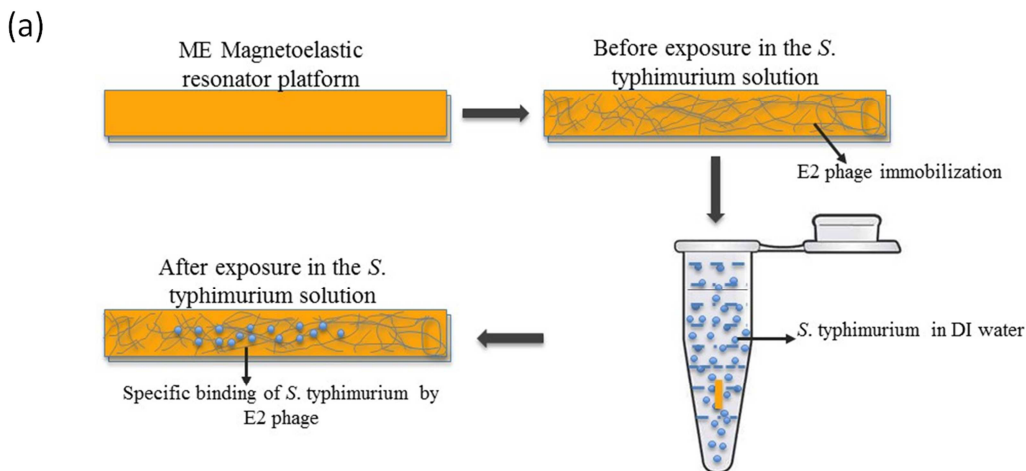 (a)
ME Magnetoelastic
resonator platform
Before exposure in the S.
typhimurium solution
E2 phage immobilization
S. typhimurium in DI water
After exposure in the S.
typhimurium solution
Specific binding of S. typhimurium by
E2 phage